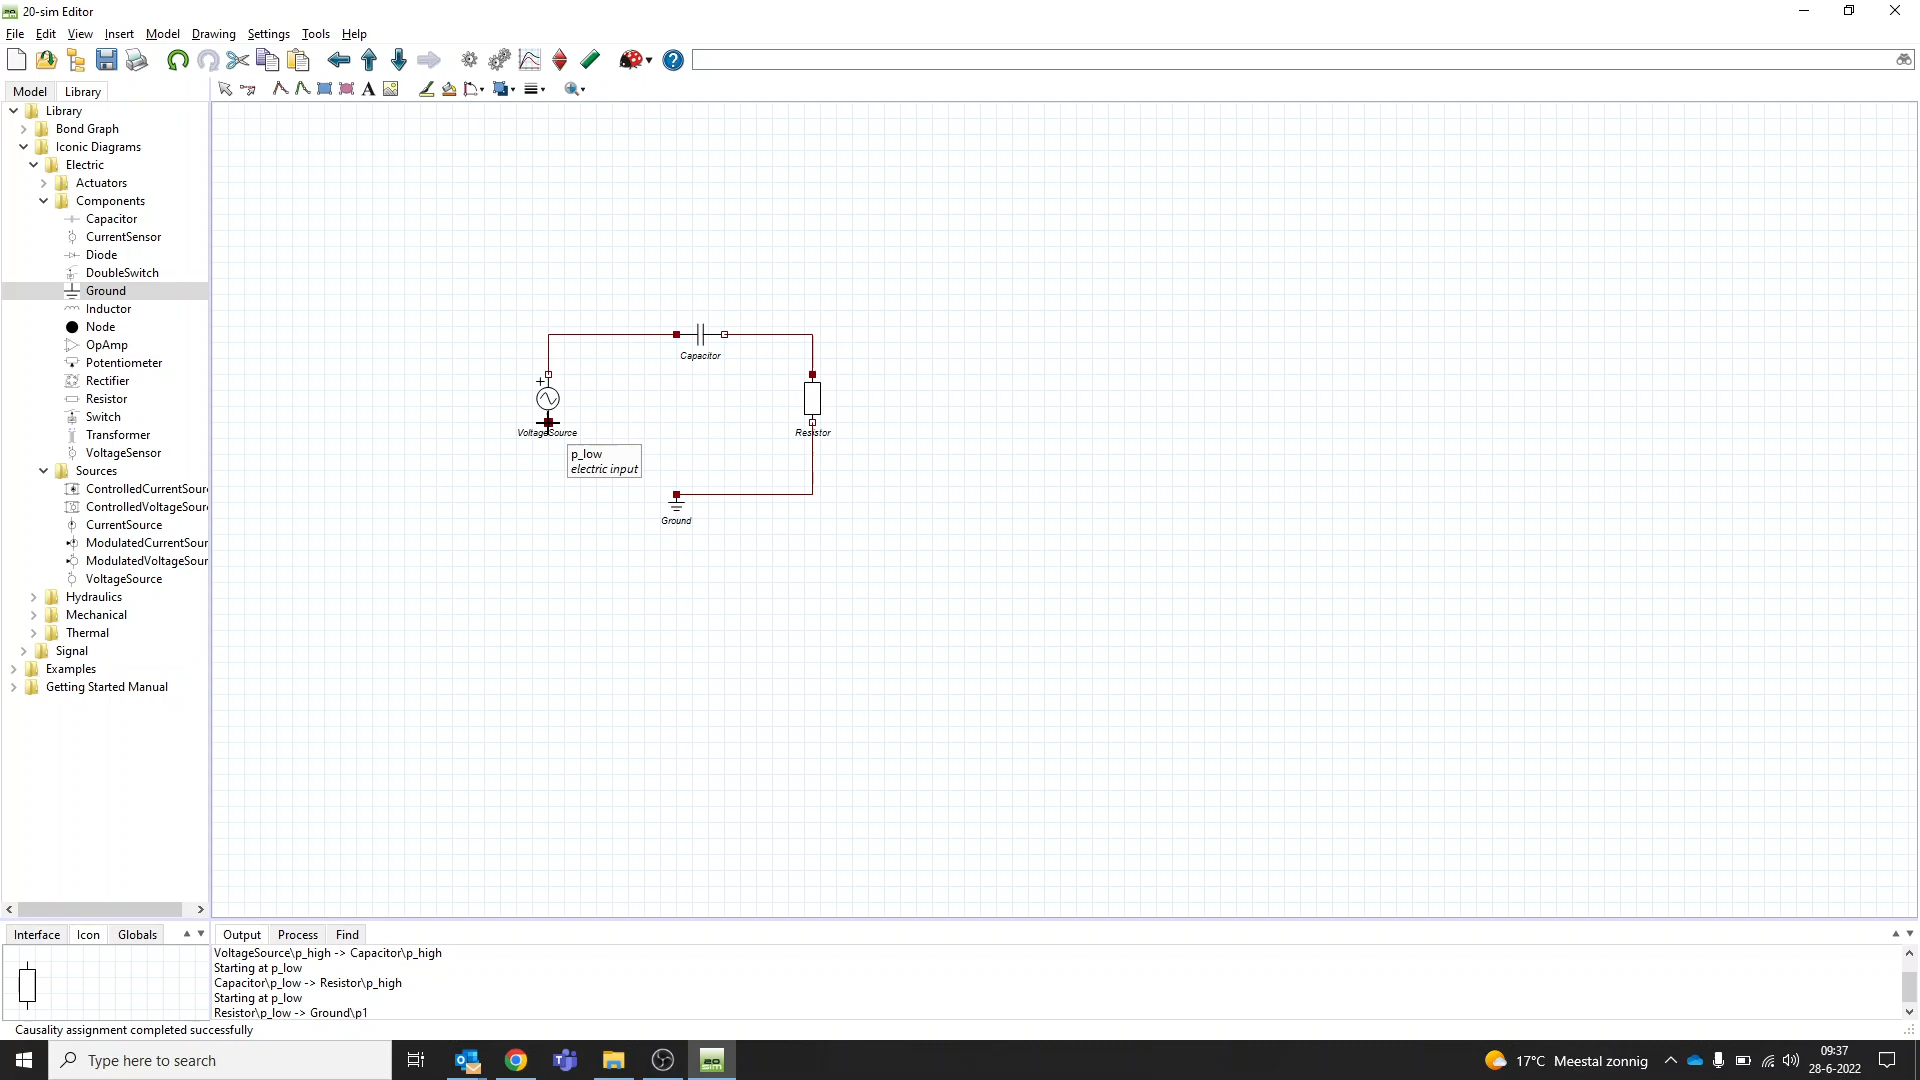 20-sim Editor
File Edit View Insert Model Drawing Settings Tools Help
Model Library
Library
Bond Graph
Iconic Diagrams
Electric
Actuators
Components
Capacitor
CurrentSensor
Diode
DoubleSwitch
Ground
Inductor
Node
OpAmp
Potentiometer
Rectifier
Resistor
Switch
Transformer
VoltageSensor
Sources
ControlledCurrentSour
ControlledVoltageSour
CurrentSource
ModulatedCurrentSour
ModulatedVoltageSour
VoltageSource
Hydraulics
Mechanical
Thermal
Signal
Examples
Getting Started Manual
Capacitor
VoltageSource
Resistor
p_low
electric input
Ground
Interface Icon Globals
Output Process Find
VoltageSource\p_high -> Capacitor\p_high
Starting at p_low
Capacitor\p_low -> Resistor\p_high
Starting at p_low
Resistor\p_low -> Ground\p1
Causality assignment completed successfully
Type here to search
17°C Meestal zonnig
09:37
28-6-2022